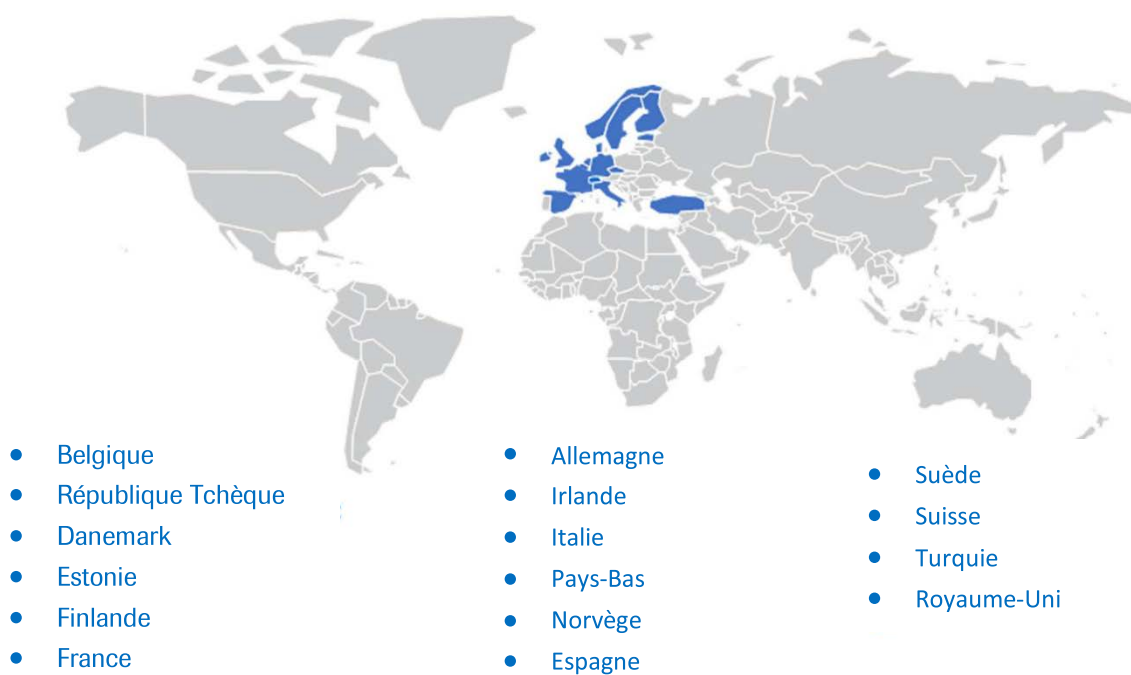 Belgique
République Tchèque
Danemark
Estonie
Finlande
France
Allemagne
Irlande
Italie
Pays-Bas
Norvège
Espagne
Suède
Suisse
Turquie
Royaume-Uni